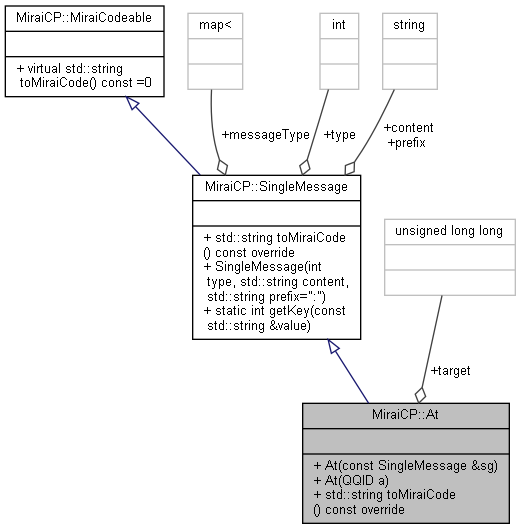 MiraiCP::MiraiCodeable
+ virtual std::string
toMiraiCode() const =0
map<
int
string
+messageType
+type
+content
+prefix
MiraiCP::SingleMessage
+ std::string toMiraiCode
() const override
+ SingleMessage(int
type, std::string content,
std::string prefix=":")
+ static int getKey(const
std::string &value)
unsigned long long
+target
MiraiCP::At
+ At(const SingleMessage &sg)
+ At(QQID a)
+ std::string toMiraiCode
() const override